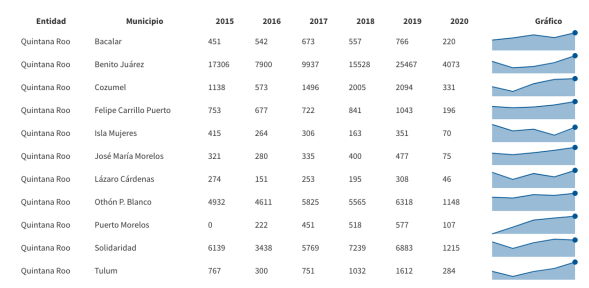 Entidad Municipio 2015 2016 2017 2018 2019 2020 Gráfico
Quintana Roo Bacalar 451 542 673 557 766 220
Quintana Roo Benito Juárez 17306 7900 9937 15528 25467 4073
Quintana Roo Cozumel 1138 573 1496 2005 2094 331
Quintana Roo Felipe Carrillo Puerto 753 677 722 841 1043 196
Quintana Roo Isla Mujeres 415 264 306 163 351 70
Quintana Roo José María Morelos 321 280 335 400 477 75
Quintana Roo Lázaro Cárdenas 274 151 253 195 308 46
Quintana Roo Othón P. Blanco 4932 4611 5825 5565 6318 1148
Quintana Roo Puerto Morelos 0 222 451 518 577 107
Quintana Roo Solidaridad 6139 3438 5769 7239 6883 1215
Quintana Roo Tulum 767 300 751 1032 1612 284